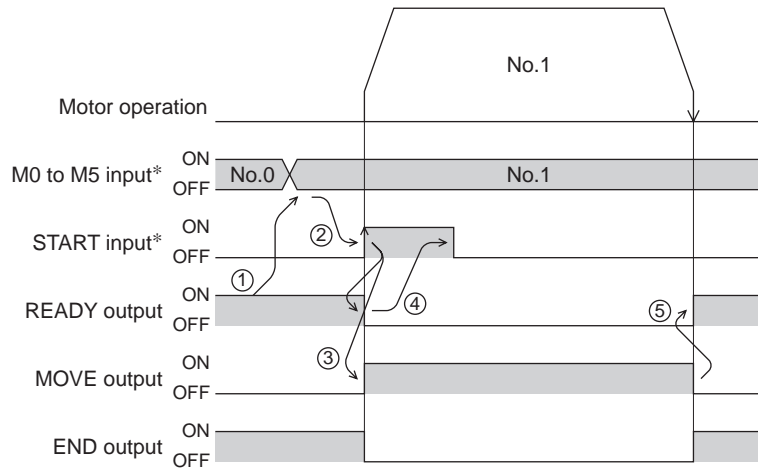 No.1
Motor operation
M0 to M5 input*
ON
OFF
No.0
No.1
START input*
ON
OFF
②
①
④
READY output
ON
OFF
⑤
③
MOVE output
ON
OFF
END output
ON
OFF